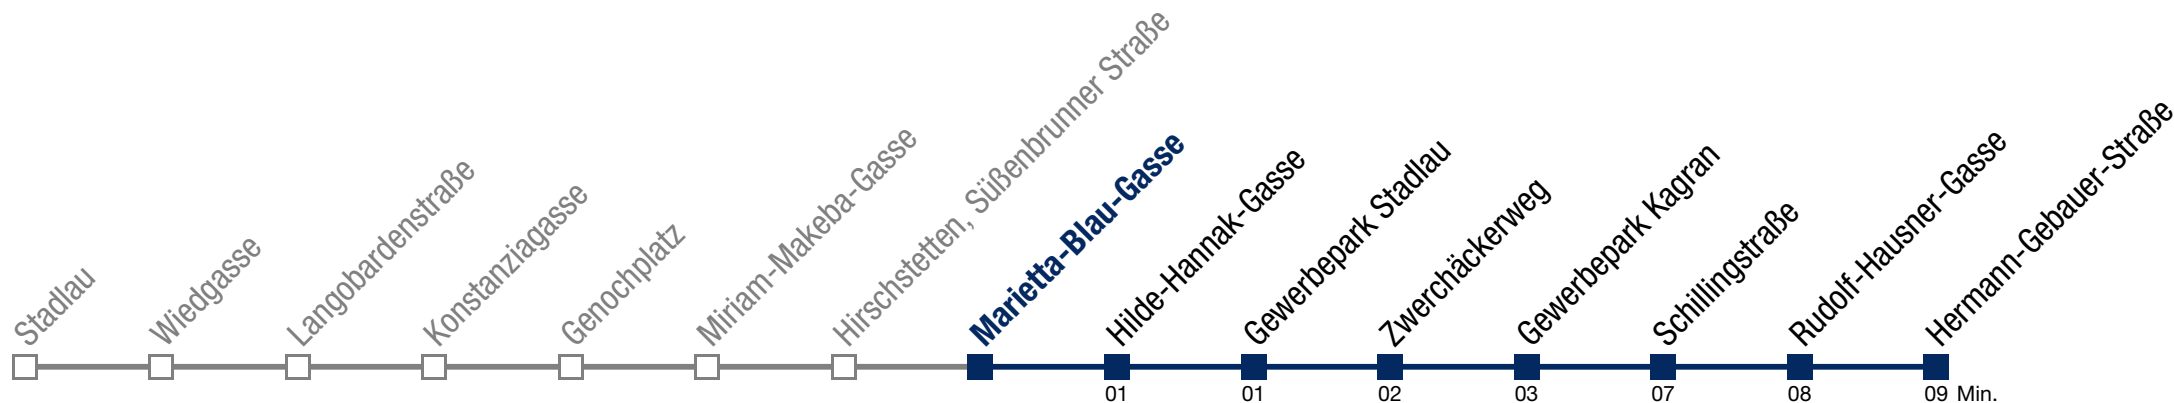 Stadlau
Wiedgasse
Langobardenstraße
Konstanziagasse
Genochplatz
Miriam-Makeba-Gasse
Hirschstetten, Süßenbrunner Straße
Marietta-Blau-Gasse
Hilde-Hannak-Gasse
Gewerbepark Stadlau
Zwerchäckerweg
Gewerbepark Kagran
Schillingstraße
Rudolf-Hausner-Gasse
Hermann-Gebauer-Straße
01 01 02 03 07 08 09 Min.